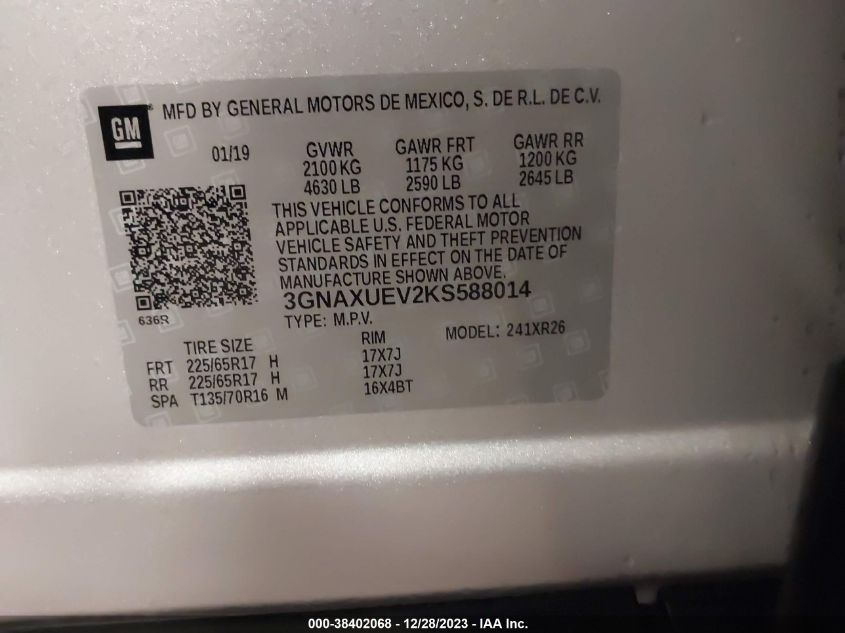 GM® MFD BY GENERAL MOTORS DE MEXICO, S. DE R.L. DE C.V.
01/19 GVWR GAWR FRT GAWR RR
2100 KG 1175 KG 1200 KG
4630 LB 2590 LB 2645 LB
THIS VEHICLE CONFORMS TO ALL
APPLICABLE U.S. FEDERAL MOTOR
VEHICLE SAFETY AND THEFT PREVENTION
STANDARDS IN EFFECT ON THE DATE OF
MANUFACTURE SHOWN ABOVE.
3GNAXUEV2KS588014
636R TYPE: M.P.V. MODEL: 241XR26
TIRE SIZE RIM
FRT 225/65R17 H 17X7J
RR 225/65R17 H 17X7J
SPA T135/70R16 M 16X4BT
000-38402068 - 12/28/2023 - IAA Inc.